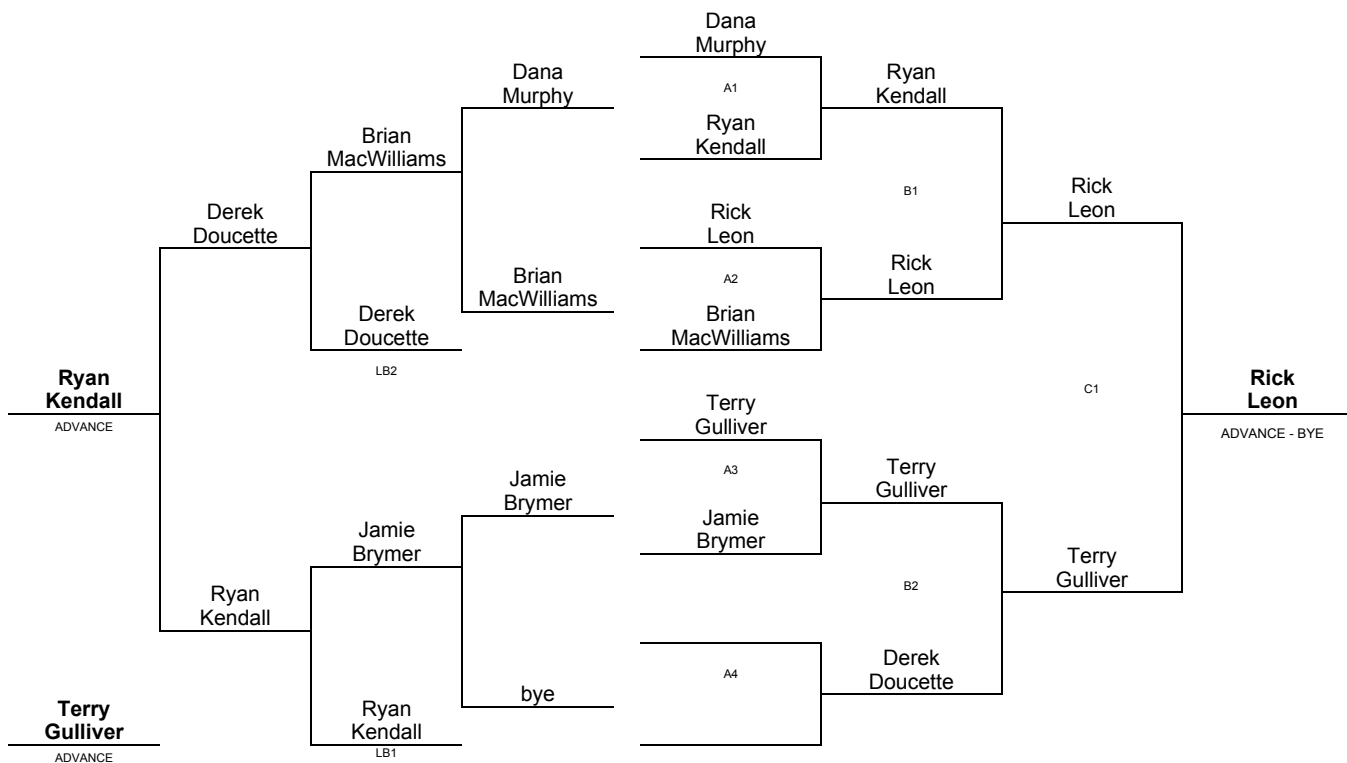 Dana
Murphy
Dana
Murphy
A1
Ryan
Kendall
Ryan
Kendall
Brian
MacWilliams
B1
Rick
Leon
Derek
Doucette
Rick
Leon
Brian
MacWilliams
A2
Rick
Leon
Derek
Doucette
Brian
MacWilliams
LB2
Ryan
Kendall
ADVANCE
C1
Rick
Leon
ADVANCE - BYE
Terry
Gulliver
A3
Jamie
Brymer
Terry
Gulliver
Jamie
Brymer
Jamie
Brymer
Terry
Gulliver
Ryan
Kendall
B2
bye
A4
Derek
Doucette
Terry
Gulliver
ADVANCE
Ryan
Kendall
LB1